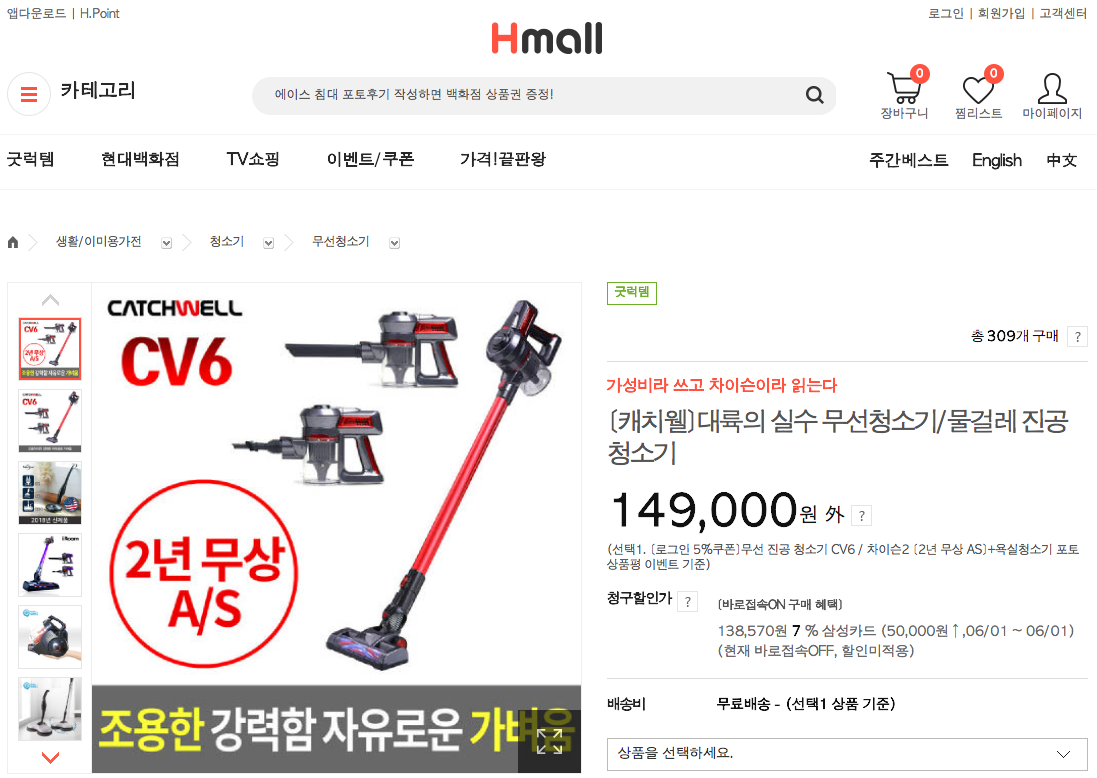 앱다운로드 | H.Point
로그인 | 회원가입 | 고객센터
Hmall
카테고리
에이스 침대 포토후기 작성하면 백화점 상품권 증정!
0
0
장바구니
찜리스트
마이페이지
굿럭템
현대백화점
TV쇼핑
이벤트/쿠폰
가격!끝판왕
주간베스트
English
中文
생활/이미용가전
청소기
무선청소기
CATCHWELL
CV6
2년 무상
A/S
조용한 강력함 자유로운 가벼움
CV6
2년무상
A/S
CV6
2018년 신제품
굿럭템
총 309개 구매 ?
가성비라 쓰고 차이슨이라 읽는다
[캐치웰]대륙의 실수 무선청소기/물걸레 진공
청소기
149,000원 外 ?
(선택1. [로그인 5%쿠폰]무선 진공 청소기 CV6 / 차이슨2 [2년 무상 AS]+욕실청소기 포토
상품평 이벤트 기준)
청구할인가 ?
[바로접속ON 구매 혜택]
138,570원 7 % 삼성카드 (50,000원↑,06/01 ~ 06/01)
(현재 바로접속OFF, 할인미적용)
배송비
무료배송 - (선택1 상품 기준)
상품을 선택하세요.